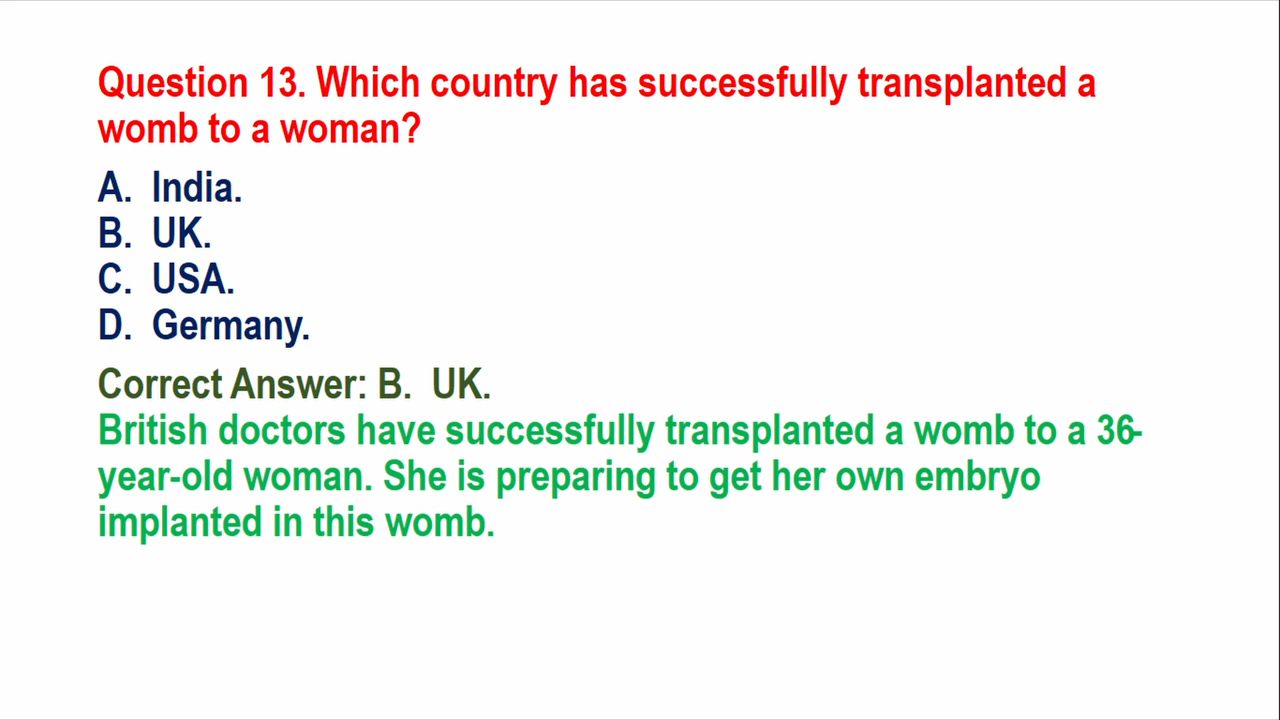 Question 13. Which country has successfully transplanted a
womb to a woman?
A. India.
B. UK.
C. USA.
D. Germany.
Correct Answer: B. UK.
British doctors have successfully transplanted a womb to a 36-
year-old woman. She is preparing to get her own embryo
implanted in this womb.